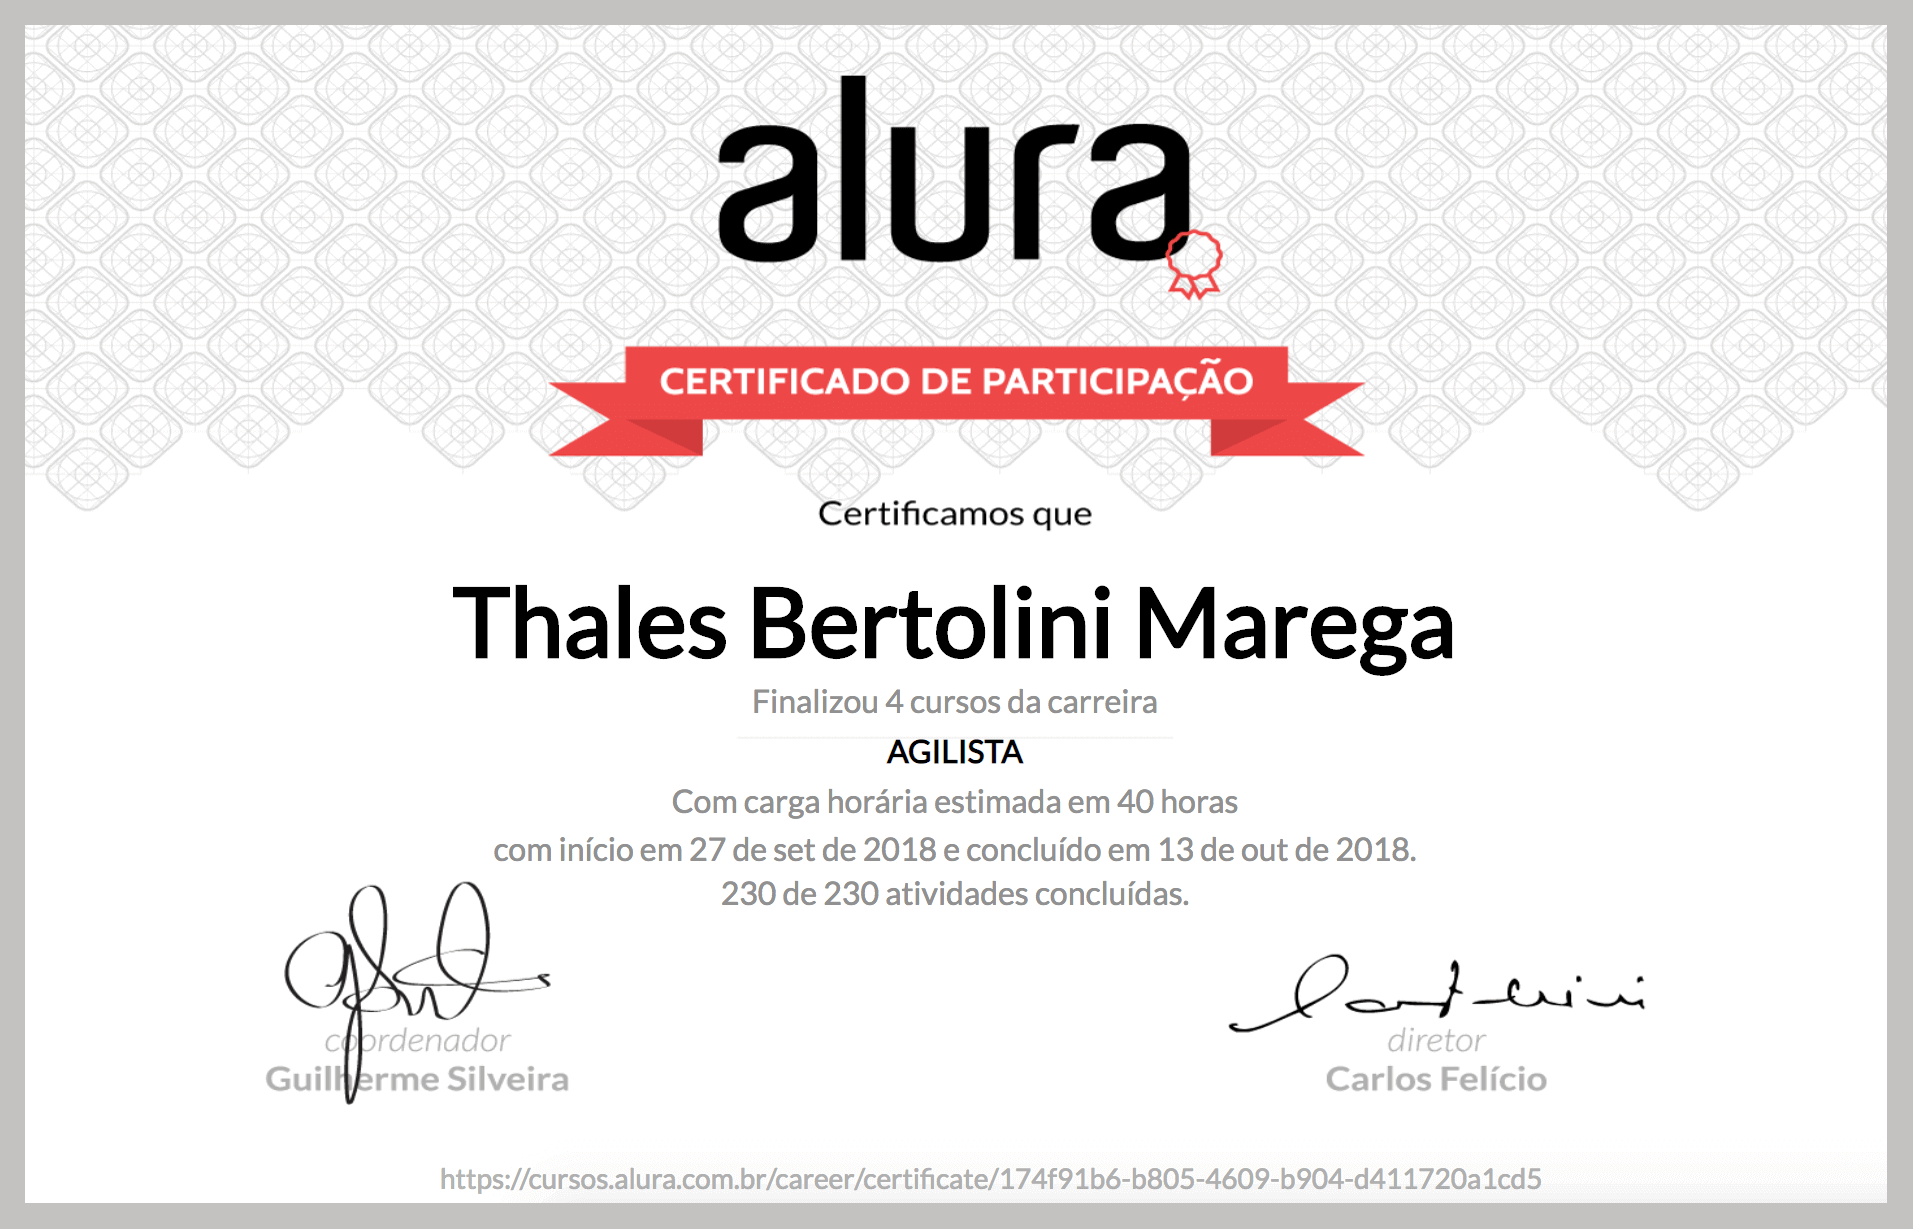 alura
CERTIFICADO DE PARTICIPAÇÃO
Certificamos que
Thales Bertolini Marega
Finalizou 4 cursos da carreira
AGILISTA
Com carga horária estimada em 40 horas
com início em 27 de set de 2018 e concluído em 13 de out de 2018.
230 de 230 atividades concluídas.
coordenador
Guilherme Silveira
diretor
Carlos Felício
https://cursos.alura.com.br/career/certificate/174f91b6-b805-4609-b904-d411720a1cd5